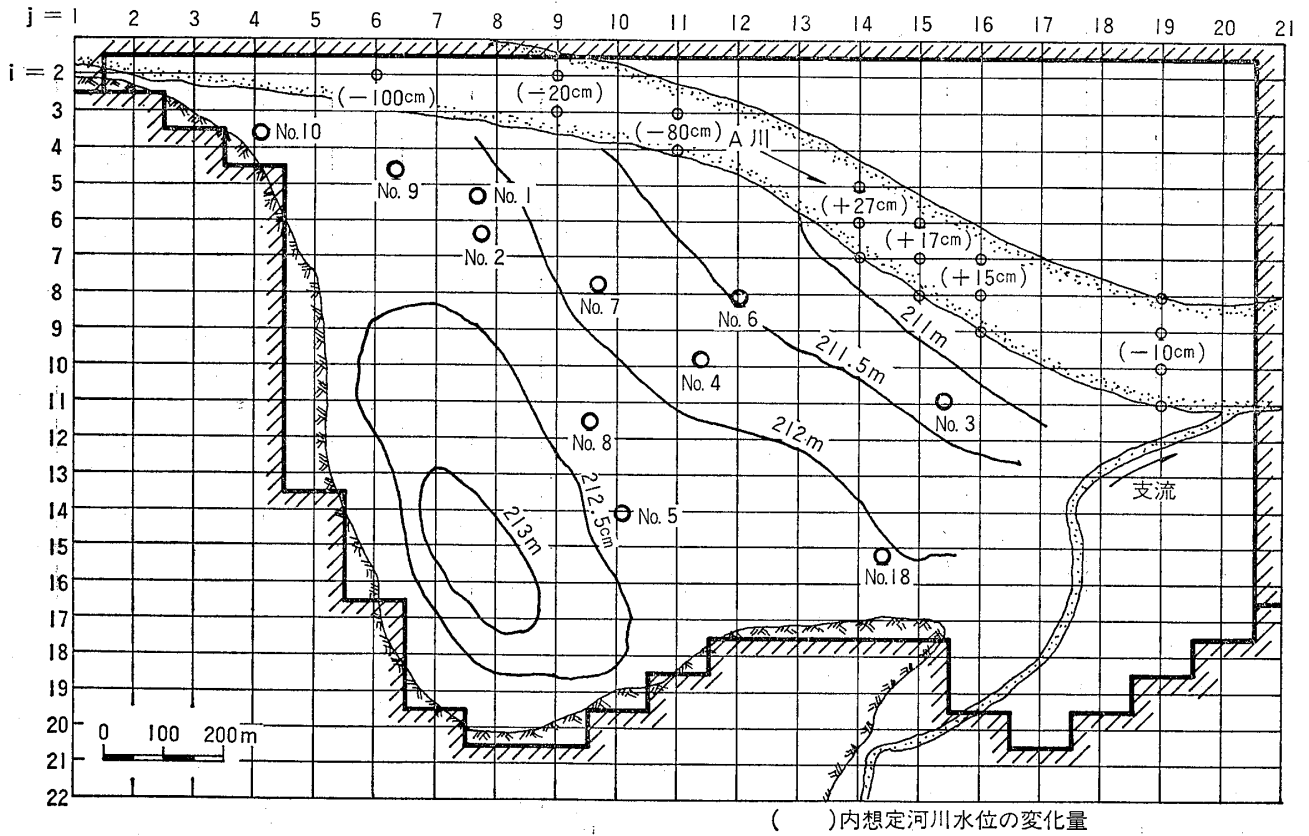 j = 1 2 3 4 5 6 7 8 9 10 11 12 13 14 15 16 17 18 19 20 21
i =
2
3
4
5
6
7
8
9
10
11
12
13
14
15
16
17
18
19
20
21
22
(-100cm)
(-20cm)
(-80cm)
A川
(+27cm)
(+17cm)
(+15cm)
(-10cm)
No.10
No.9
No.1
No.2
No.7
No.6
No.4
No.3
No.8
No.5
No.18
211m
211.5m
212m
212.5cm
213m
支流
0 100 200m
( )内想定河川水位の変化量